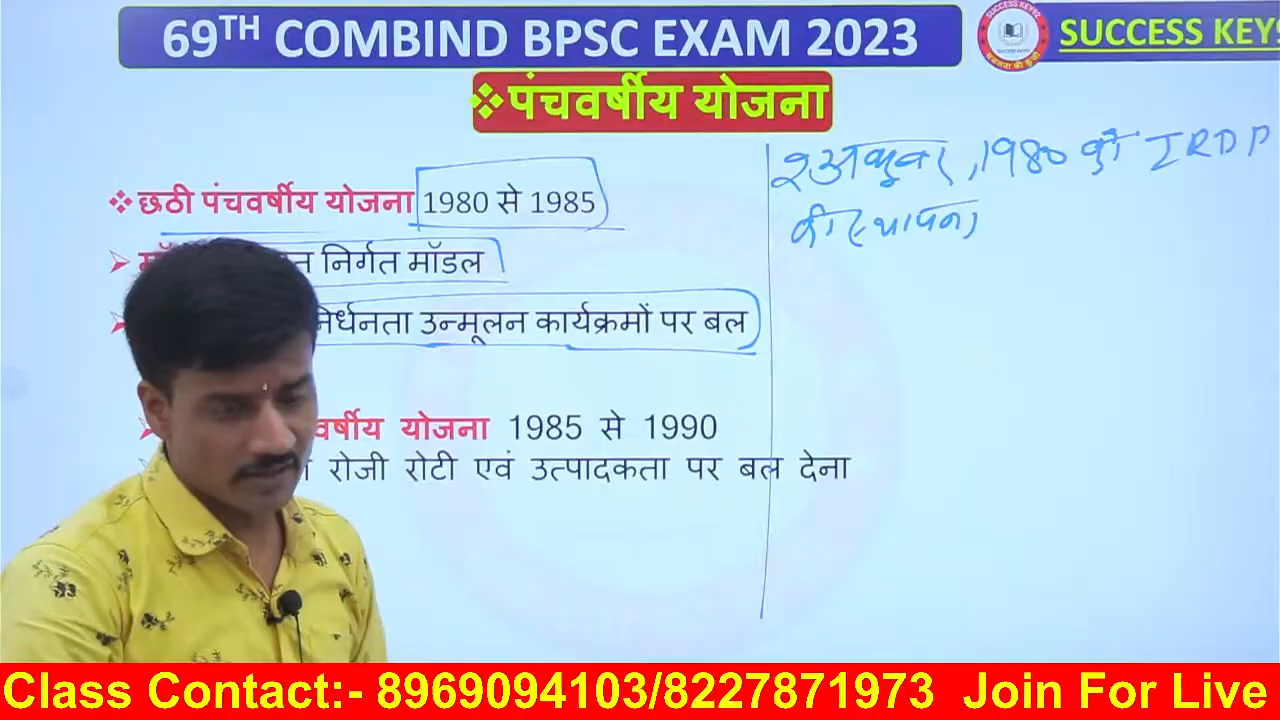 69TH COMBIND BPSC EXAM 2023
SUCCESS KEYS
❖पंचवर्षीय योजना
❖छठी पंचवर्षीय योजना 1980 से 1985
निर्गत मॉडल
निर्धनता उन्मूलन कार्यक्रमों पर बल
वर्षीय योजना 1985 से 1990
रोजी रोटी एवं उत्पादकता पर बल देना
२ अक्टूबर, 1980 को IRDP
की स्थापना
Class Contact:- 8969094103/8227871973 Join For Live